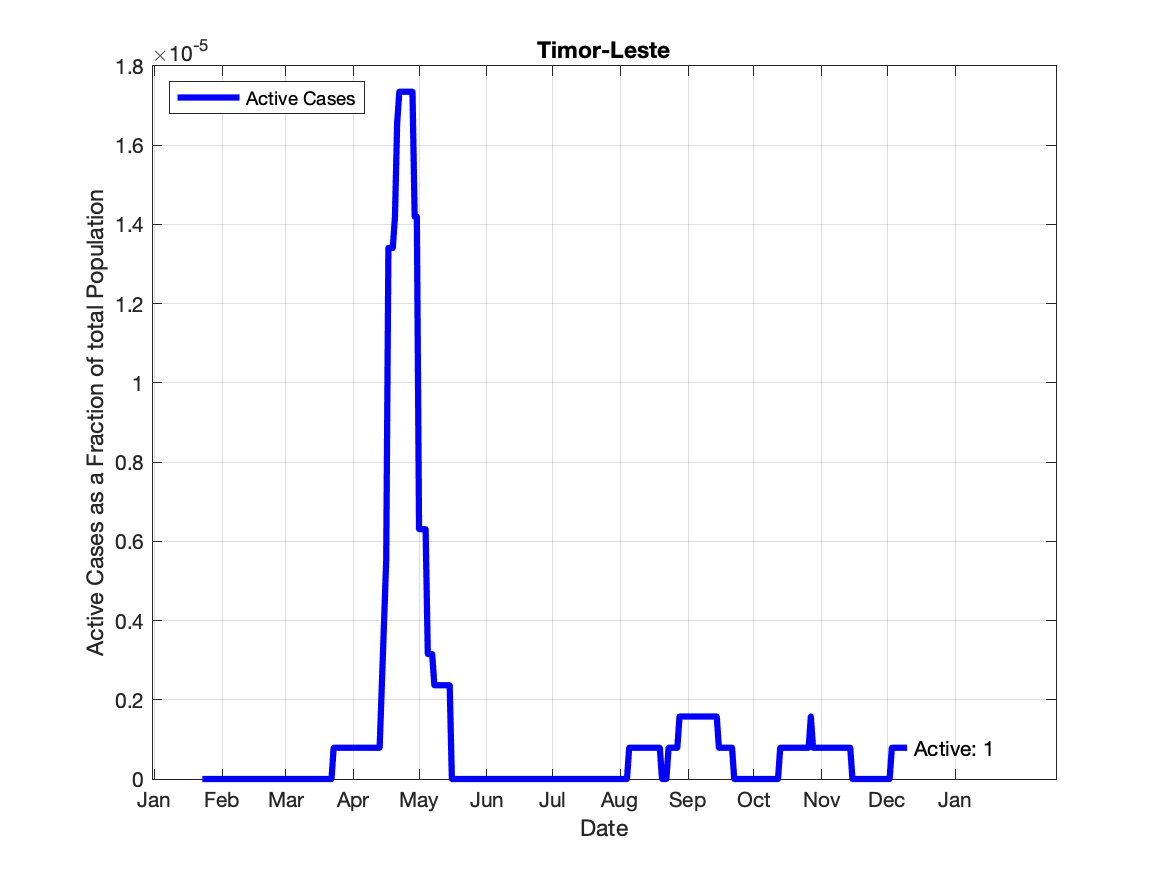 Timor-Leste
×10-5
1.8
1.6
1.4
1.2
1
0.8
0.6
0.4
0.2
0
Active Cases as a Fraction of total Population
Active Cases
Active: 1
Jan Feb Mar Apr May Jun Jul Aug Sep Oct Nov Dec Jan
Date